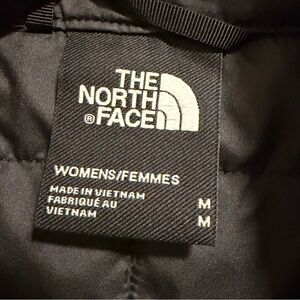 THE
NORTH
® FACE
WOMENS/FEMMES
MADE IN VIETNAM M
FABRIQUÉ AU
VIETNAM M